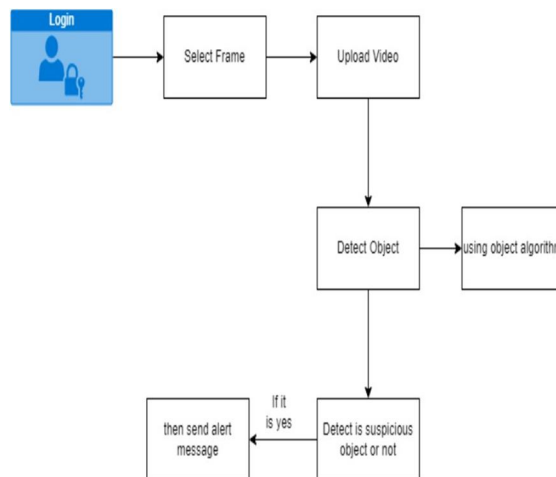 Login
Select Frame
Upload Video
Detect Object
using object algorithm
If it
is yes
then send alert
message
Detect is suspicious
object or not